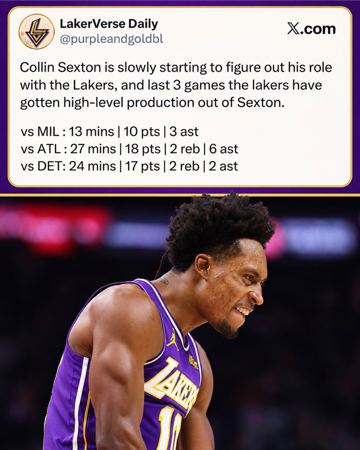 LakerVerse Daily
@purpleandgoldbl
X.com
Collin Sexton is slowly starting to figure out his role
with the Lakers, and last 3 games the lakers have
gotten high-level production out of Sexton.
vs MIL : 13 mins | 10 pts | 3 ast
vs ATL : 27 mins | 18 pts | 2 reb | 6 ast
vs DET: 24 mins | 17 pts | 2 reb | 2 ast
LAKERS